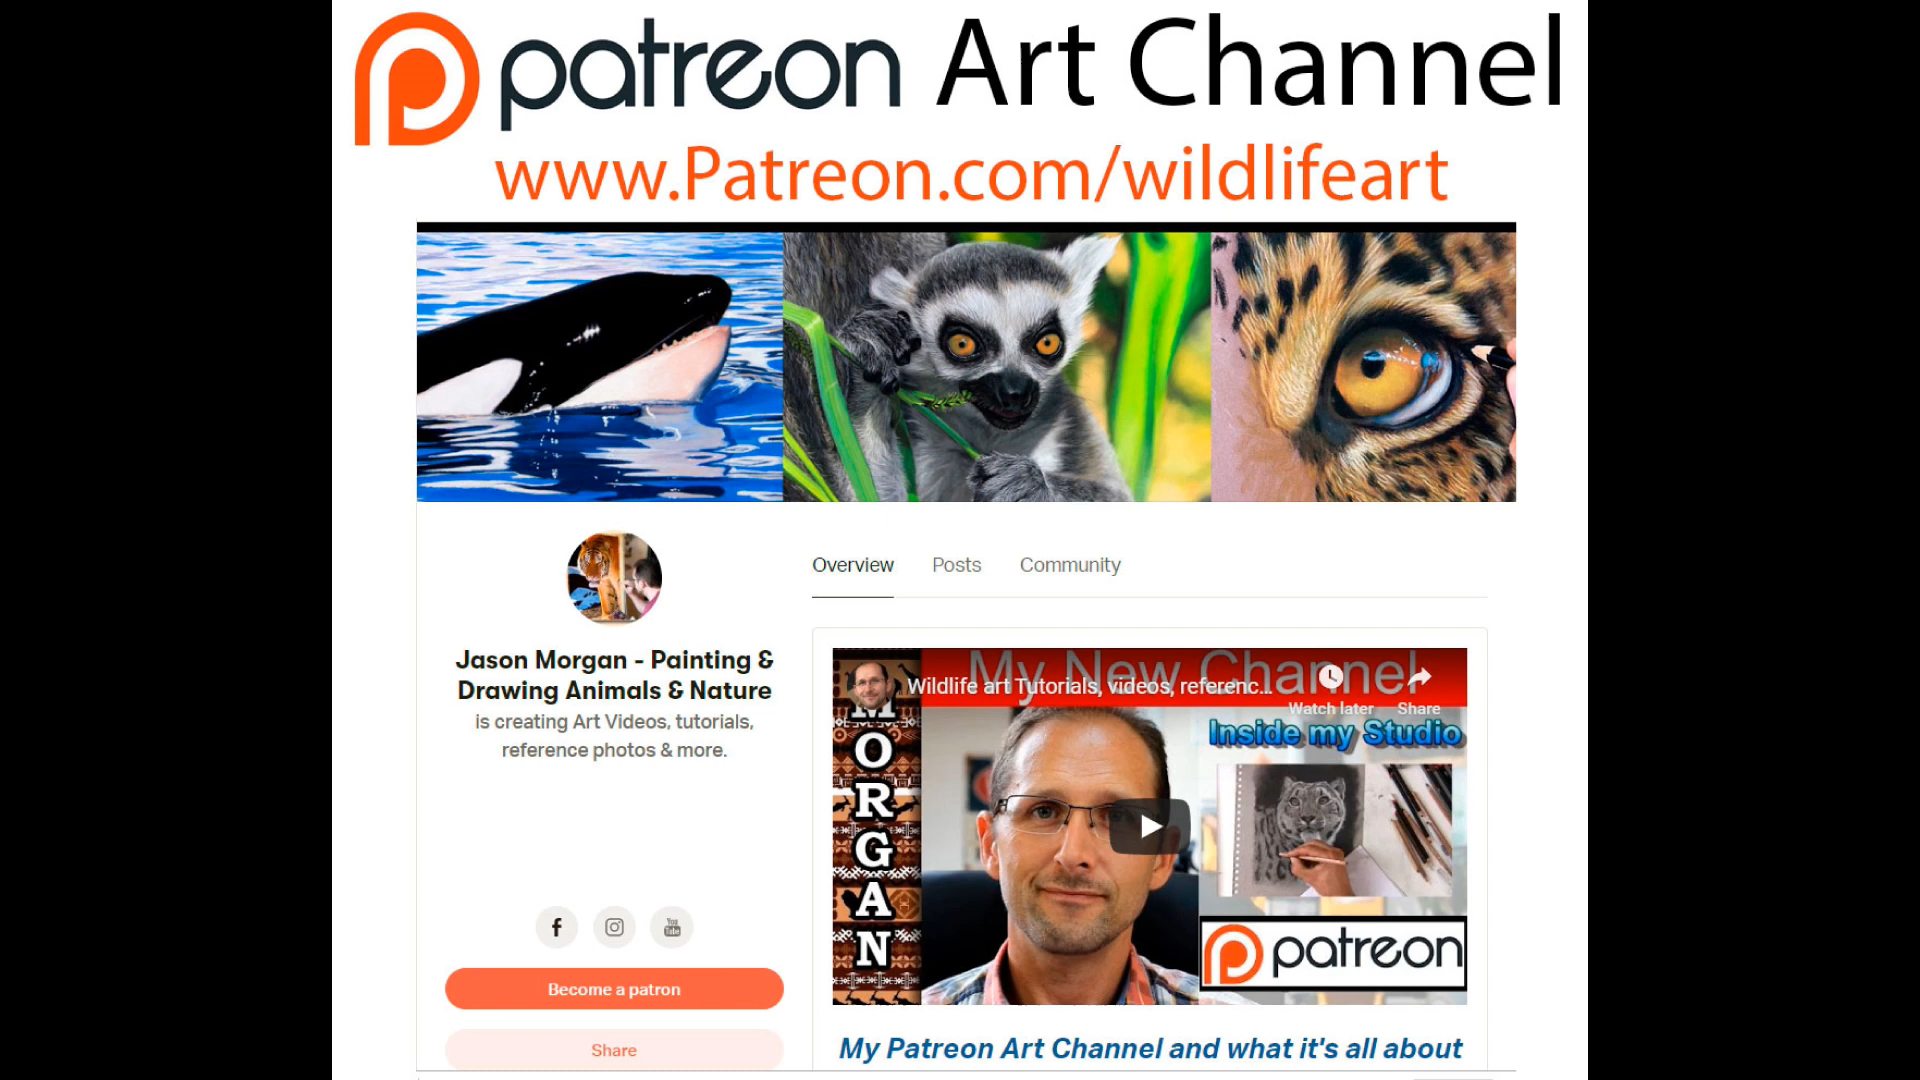 patreon Art Channel
www.Patreon.com/wildlifeart
Overview Posts Community
Jason Morgan - Painting &
Drawing Animals & Nature
is creating Art Videos, tutorials,
reference photos & more.
f
You
Tube
Become a patron
Share
My New Channel
Wildlife art Tutorials, videos, referenc...
Watch later Share
Inside my Studio
MORGAN
patreon
My Patreon Art Channel and what it's all about